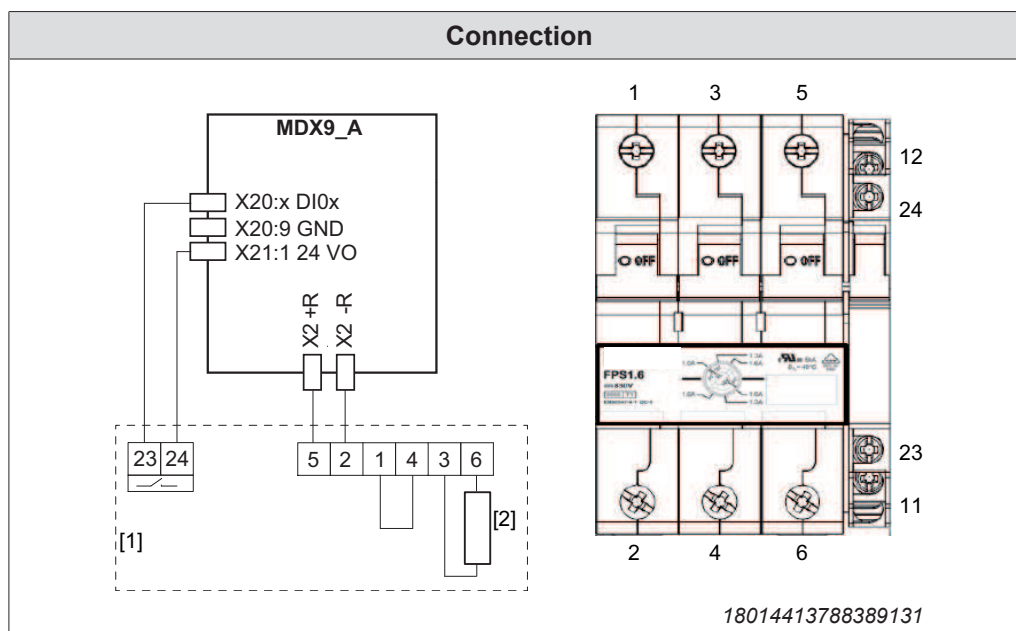 Connection
MDX9_A
X20:x DI0x
X20:9 GND
X21:1 24 VO
X2 +R
X2 -R
23 24
5 2 1 4 3 6
[1]
[2]
1 3 5
12
24
OFF OFF OFF
FPS1.6
23
11
2 4 6
18014413788389131